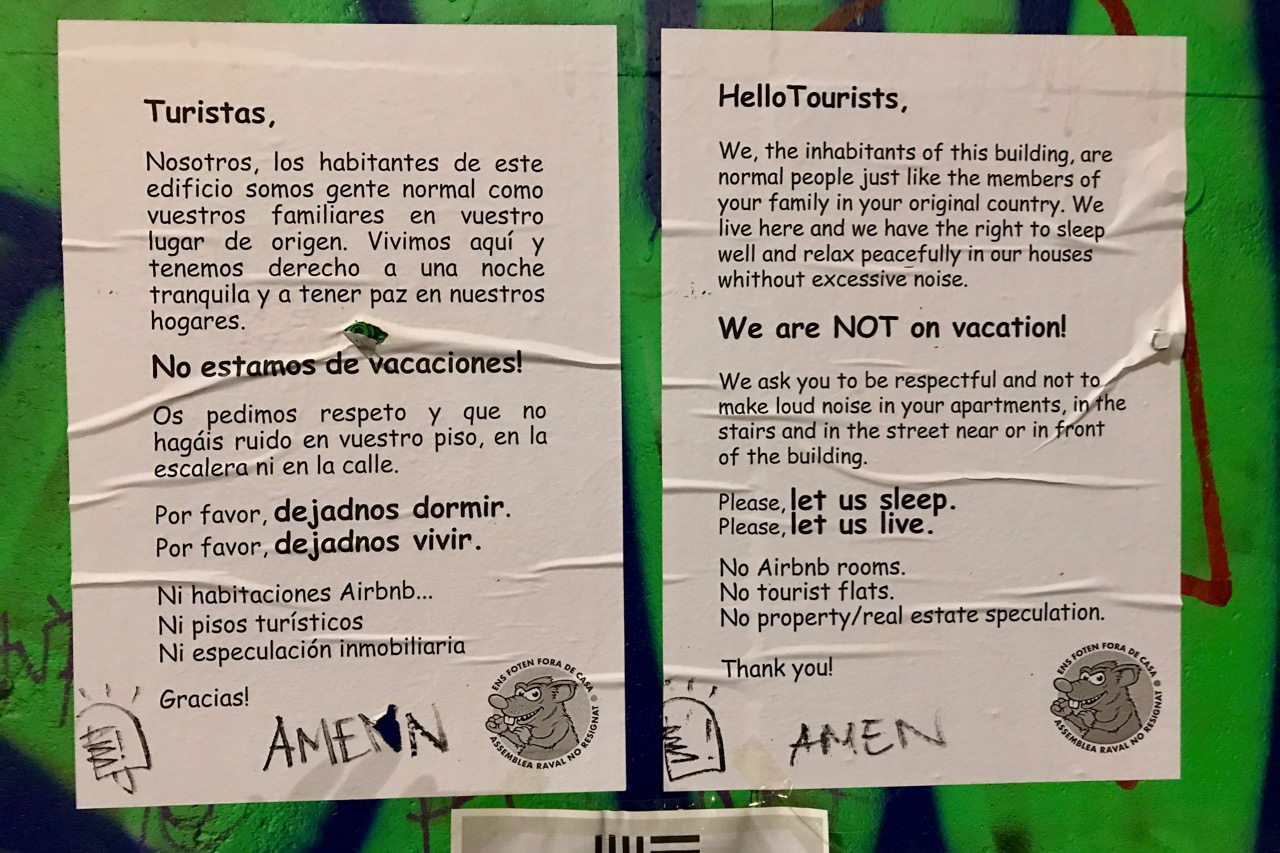 Turistas,
Nosotros, los habitantes de este
edificio somos gente normal como
vuestros familiares en vuestro
lugar de origen. Vivimos aquí y
tenemos derecho a una noche
tranquila y a tener paz en nuestros
hogares.
No estamos de vacaciones!
Os pedimos respeto y que no
hagáis ruido en vuestro piso, en la
escalera ni en la calle.
Por favor, dejadnos dormir.
Por favor, dejadnos vivir.
Ni habitaciones Airbnb...
Ni pisos turísticos
Ni especulación inmobiliaria
Gracias!
AMENN
ENS FOTEN FORA DE CASA
ASSEMBLEA RAVAL NO RESIGNAT
HelloTourists,
We, the inhabitants of this building, are
normal people just like the members of
your family in your original country. We
live here and we have the right to sleep
well and relax peacefully in our houses
whithout excessive noise.
We are NOT on vacation!
We ask you to be respectful and not to
make loud noise in your apartments, in the
stairs and in the street near or in front
of the building.
Please, let us sleep.
Please, let us live.
No Airbnb rooms.
No tourist flats.
No property/real estate speculation.
Thank you!
AMEN
ENS FOTEN FORA DE CASA
ASSEMBLEA RAVAL NO RESIGNAT